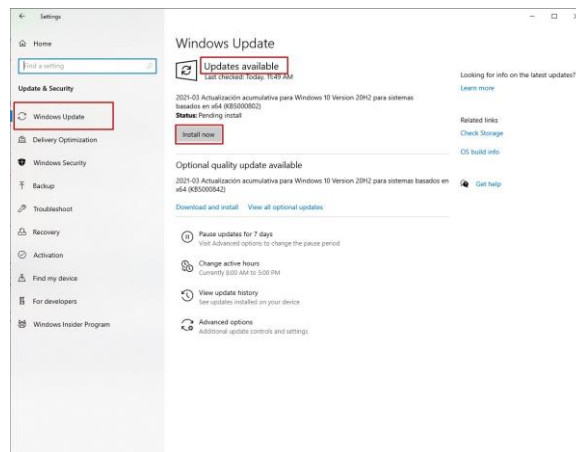 Settings
Home
Find a setting
Update & Security
Windows Update
Delivery Optimization
Windows Security
Backup
Troubleshoot
Recovery
Activation
Find my device
For developers
Windows Insider Program
Windows Update
Updates available
Last checked: Today, 11:49 AM
2021-03 Actualización acumulativa para Windows 10 Version 20H2 para sistemas
basados en x64 (KB5000802)
Status: Pending install
Install now
Optional quality update available
2021-03 Actualización acumulativa para Windows 10 Version 20H2 para sistemas basados en
x64 (KB5000842)
Download and install View all optional updates
Pause updates for 7 days
Visit Advanced options to change the pause period
Change active hours
Currently 8:00 AM to 5:00 PM
View update history
See updates installed on your device
Advanced options
Additional update controls and settings
Looking for info on the latest updates?
Learn more
Related links
Check Storage
OS build info
Get help